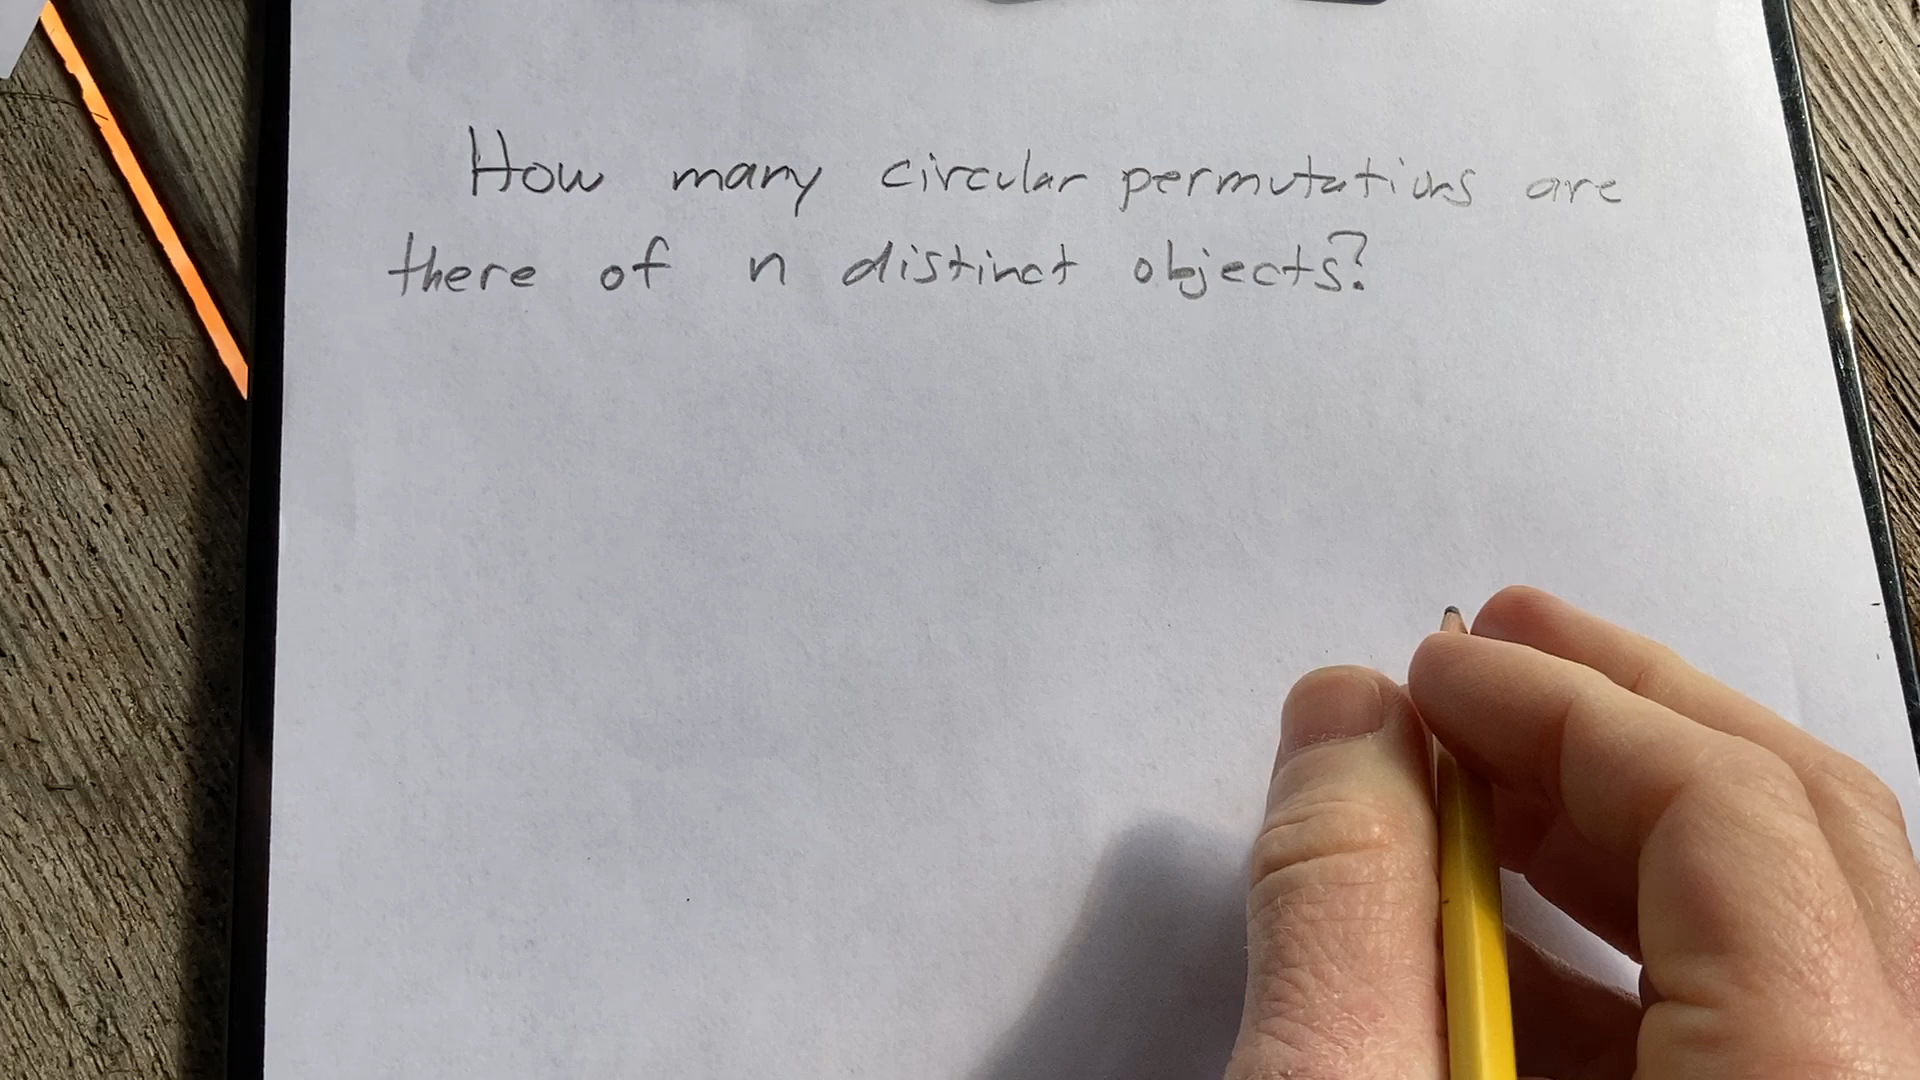 How many circular permutations are
there of n distinct objects?